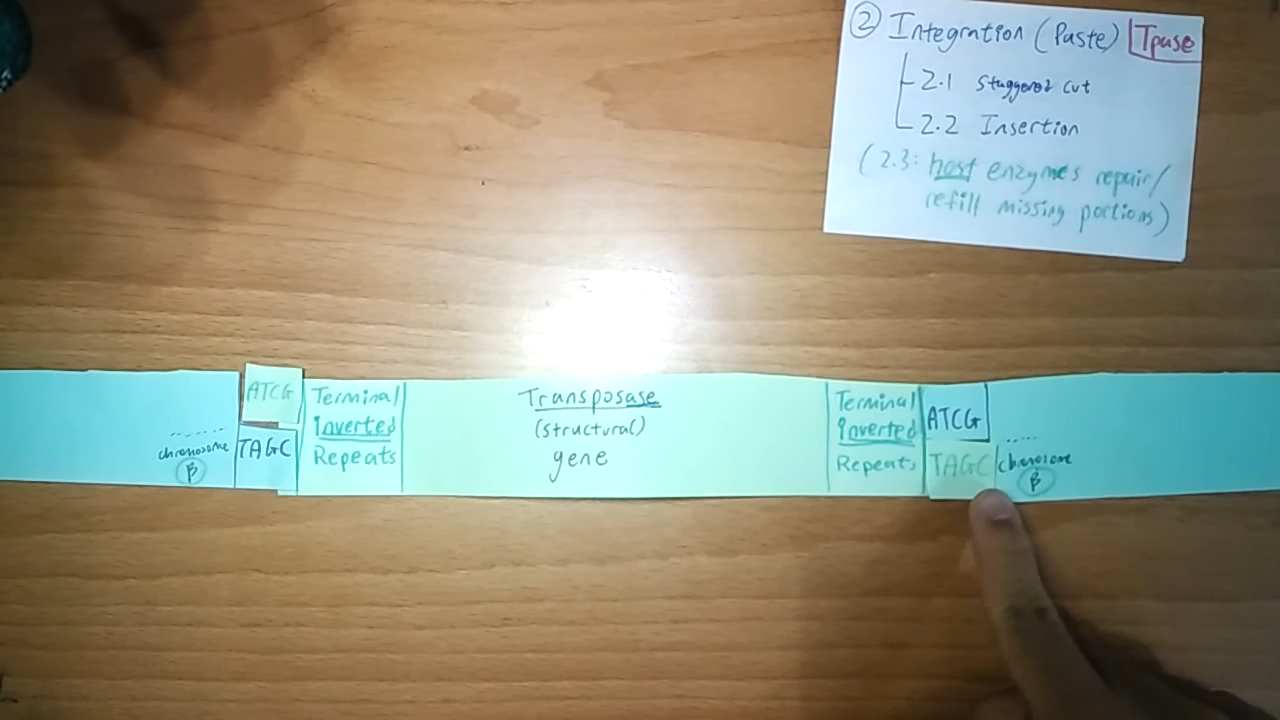 ② Integration (Paste) Tpase
2.1 Staggered cut
2.2 Insertion
(2.3: host enzymes repair/
refill missing portions)
ATCG
TAGC
chromosome
β
Terminal
Inverted
Repeats
Transposase
(structural)
gene
Terminal
Inverted
Repeats
ATCG
TAGC
chromosome
β